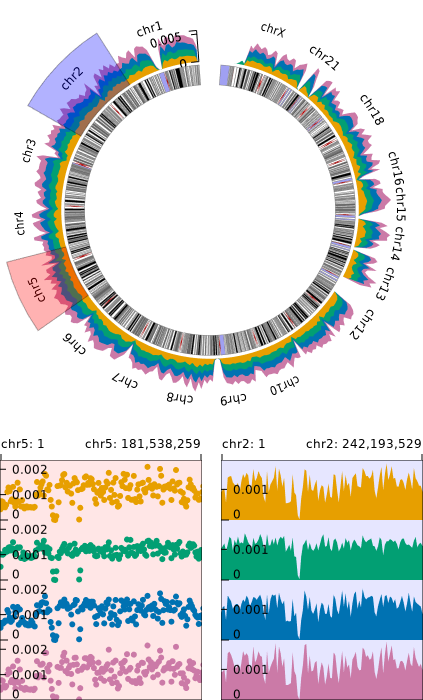 chr1
chrX
0.005
0
chr2
chr21
chr18
chr3
chr16
chr15
chr4
chr14
chr5
chr13
chr6
chr12
chr7
chr10
chr8
chr9
chr5: 1 chr5: 181,538,259 chr2: 1 chr2: 242,193,529
0.002
0.001 0.001
0 0
0.002
0.001 0.001
0 0
0.002
0.001 0.001
0 0
0.002
0.001 0.001
0 0